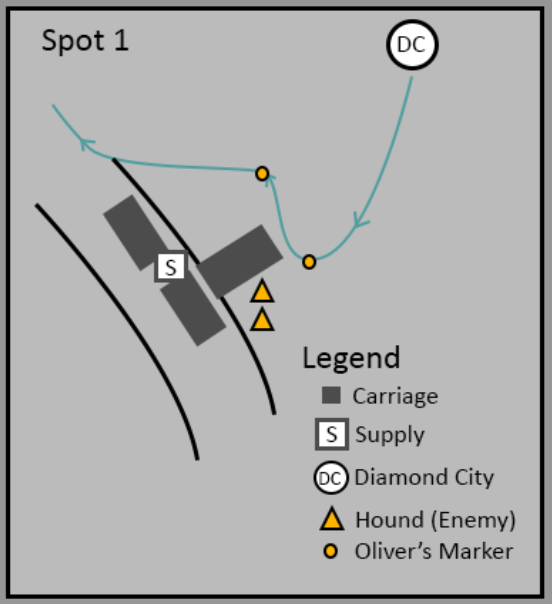 Spot 1
DC
S
Legend
Carriage
S Supply
DC Diamond City
Hound (Enemy)
Oliver's Marker